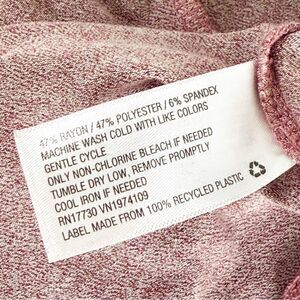 47% RAYON / 47% POLYESTER / 6% SPANDEX
MACHINE WASH COLD WITH LIKE COLORS
GENTLE CYCLE
ONLY NON-CHLORINE BLEACH IF NEEDED
TUMBLE DRY LOW, REMOVE PROMPTLY
COOL IRON IF NEEDED
RN17730 VN1974109
LABEL MADE FROM 100% RECYCLED PLASTIC